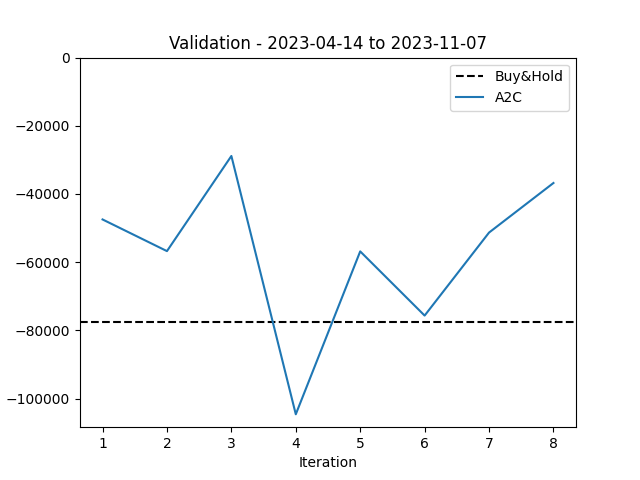 Validation - 2023-04-14 to 2023-11-07
Buy&Hold
A2C
0
−20000
−40000
−60000
−80000
−100000
1 2 3 4 5 6 7 8
Iteration